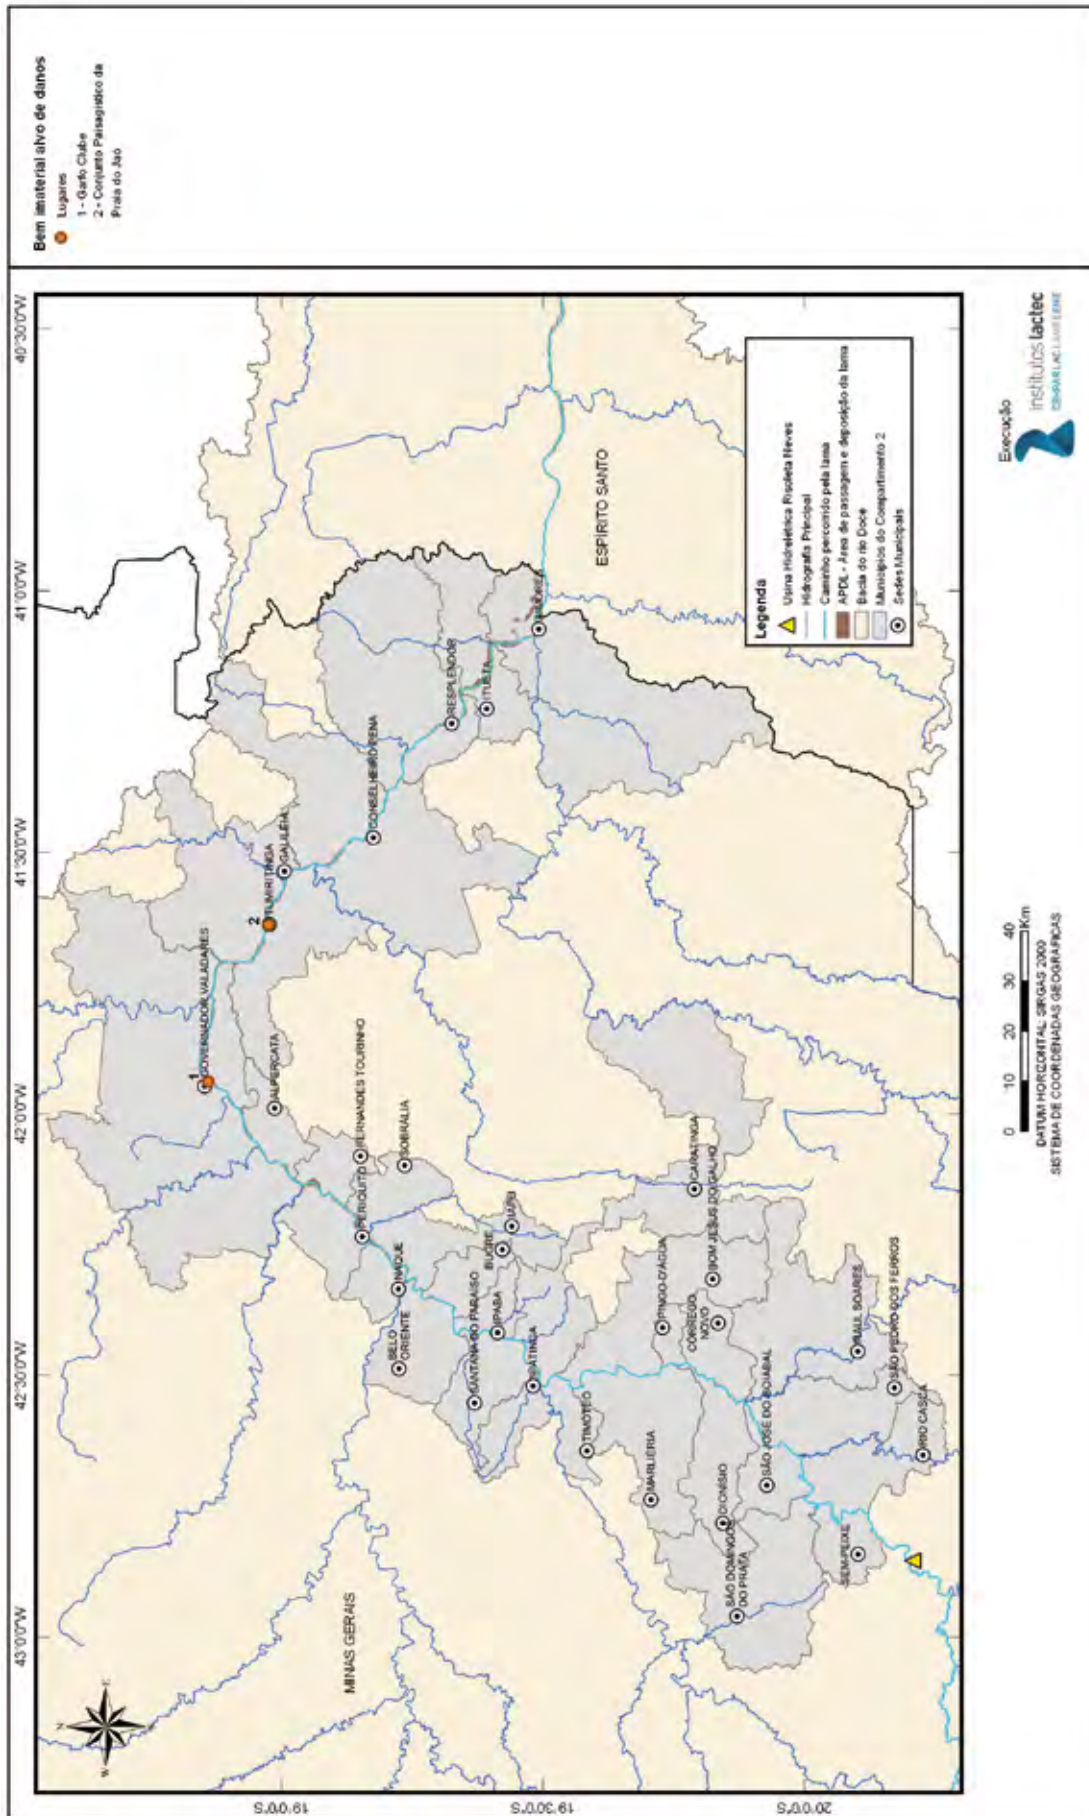 Bem imaterial alvo de danos
Lugares
1 - Garfo Clube
2 - Conjunto Paisagístico da
Praia do Jaó
43°0'0"W
42°30'0"W
42°0'0"W
41°30'0"W
41°0'0"W
40°30'0"W
19°0'0"S
19°30'0"S
20°0'0"S
N
E
W
MINAS GERAIS
ESPÍRITO SANTO
1
GOVERNADOR VALADARES
2
TUMIRITINGA
GALILÉIA
ALPERCATA
CONSELHEIRO PENA
RESPLENDOR
ITUETA
AIMORÉS
FERNANDES TOURINHO
PERIQUITO
SOBRÁLIA
NAQUE
BELO
ORIENTE
SANTANA DO PARAÍSO
IPABA
BUGRE
IAPU
IPATINGA
TIMÓTEO
MARLIÉRIA
PINGO-D'ÁGUA
CARATINGA
BOM JESUS DO GALHO
CÓRREGO
NOVO
DIONÍSIO
SÃO DOMINGOS
DO PRATA
SÃO JOSÉ DO GOIABAL
RAUL SOARES
SÃO PEDRO DOS FERROS
RIO CASCA
SEM-PEIXE
Legenda
Usina Hidrelétrica Risoleta Neves
Hidrografia Principal
Caminho percorrido pela lama
APDL - Área de passagem e deposição da lama
Bacia do rio Doce
Municípios do Compartimento 2
Sedes Municipais
0 10 20 30 40
Km
DATUM HORIZONTAL: SIRGAS 2000
SISTEMA DE COORDENADAS GEOGRÁFICAS
Execução
institutos lactec